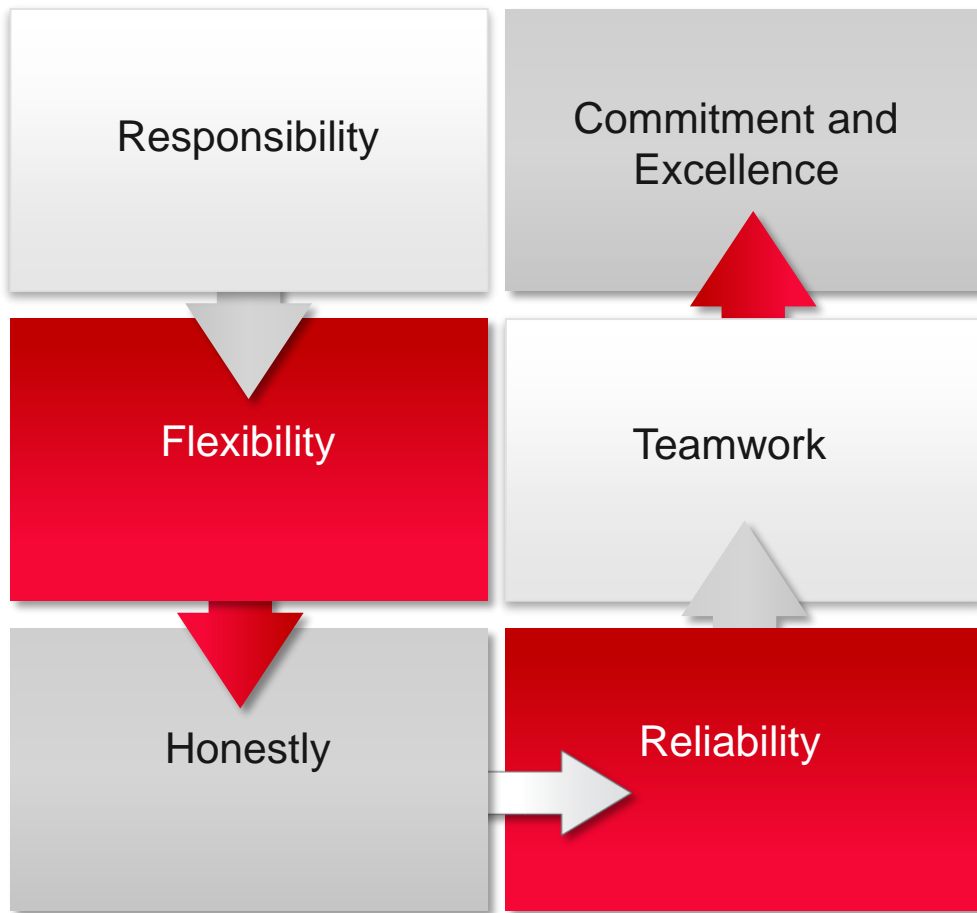 Responsibility
Flexibility
Honestly
Reliability
Teamwork
Commitment and
Excellence